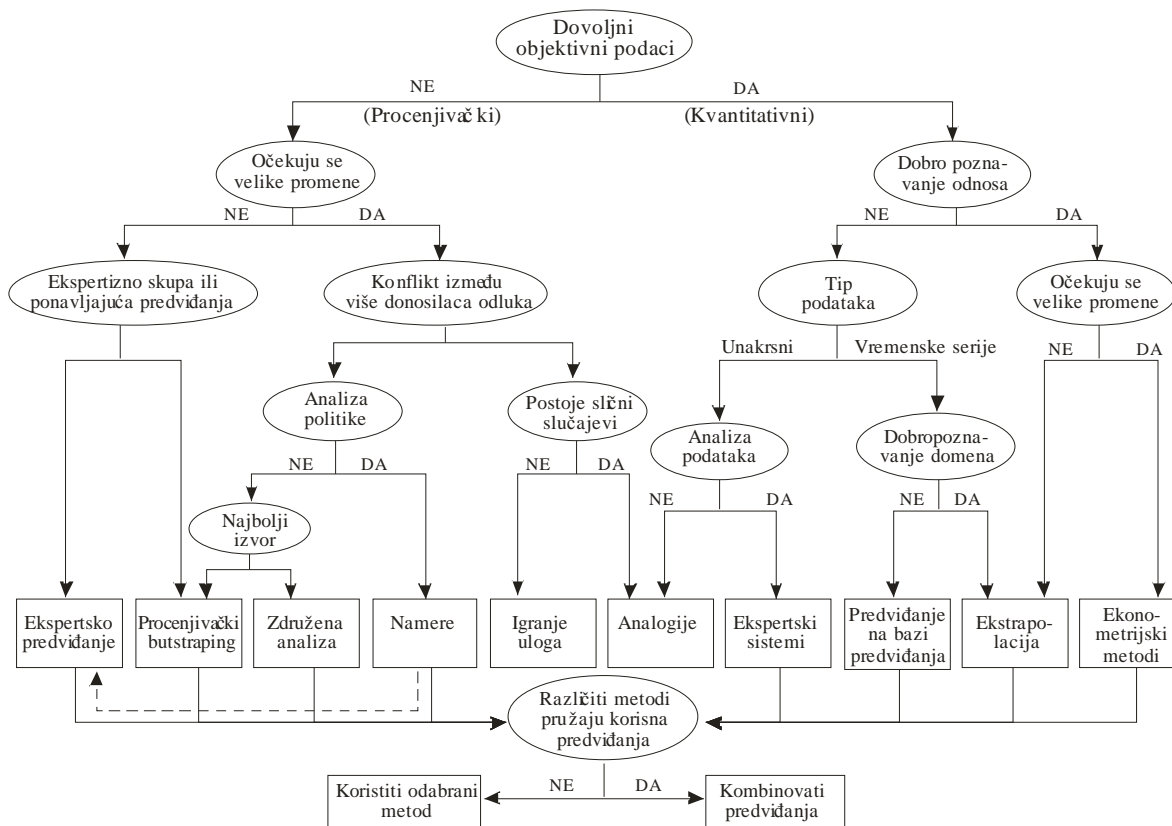 Dovoljni
objektivni podaci
NE
DA
(Procenjivački)
(Kvantitativni)
Očekuju se
velike promene
Dobro pozna-
vanje odnosa
NE
DA
NE
DA
Ekspertizno skupa ili
ponavljajuća predviđanja
Konflikt između
više donosilaca odluka
Tip
podataka
Očekuju se
velike promene
Unakrsni
Vremenske serije
NE
DA
Analiza
politike
Postoje slični
slučajevi
Analiza
podataka
Dobropozna-
vanje domena
NE
DA
NE
DA
NE
DA
NE
DA
Najbolji
izvor
Ekspertsko
predviđanje
Procenjivački
butstraping
Združena
analiza
Namere
Igranje
uloga
Analogije
Ekspertski
sistemi
Predviđanje
na bazi
predviđanja
Ekstrapo-
lacija
Ekono-
metrijski
metodi
Različiti metodi
pružaju korisna
predviđanja
NE
DA
Koristiti odabrani
metod
Kombinovati
predviđanja